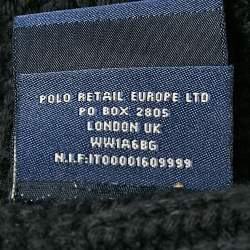 POLO RETAIL EUROPE LTD
PO BOX 2805
LONDON UK
WW1A6BG
N.I.F:IT00001609999